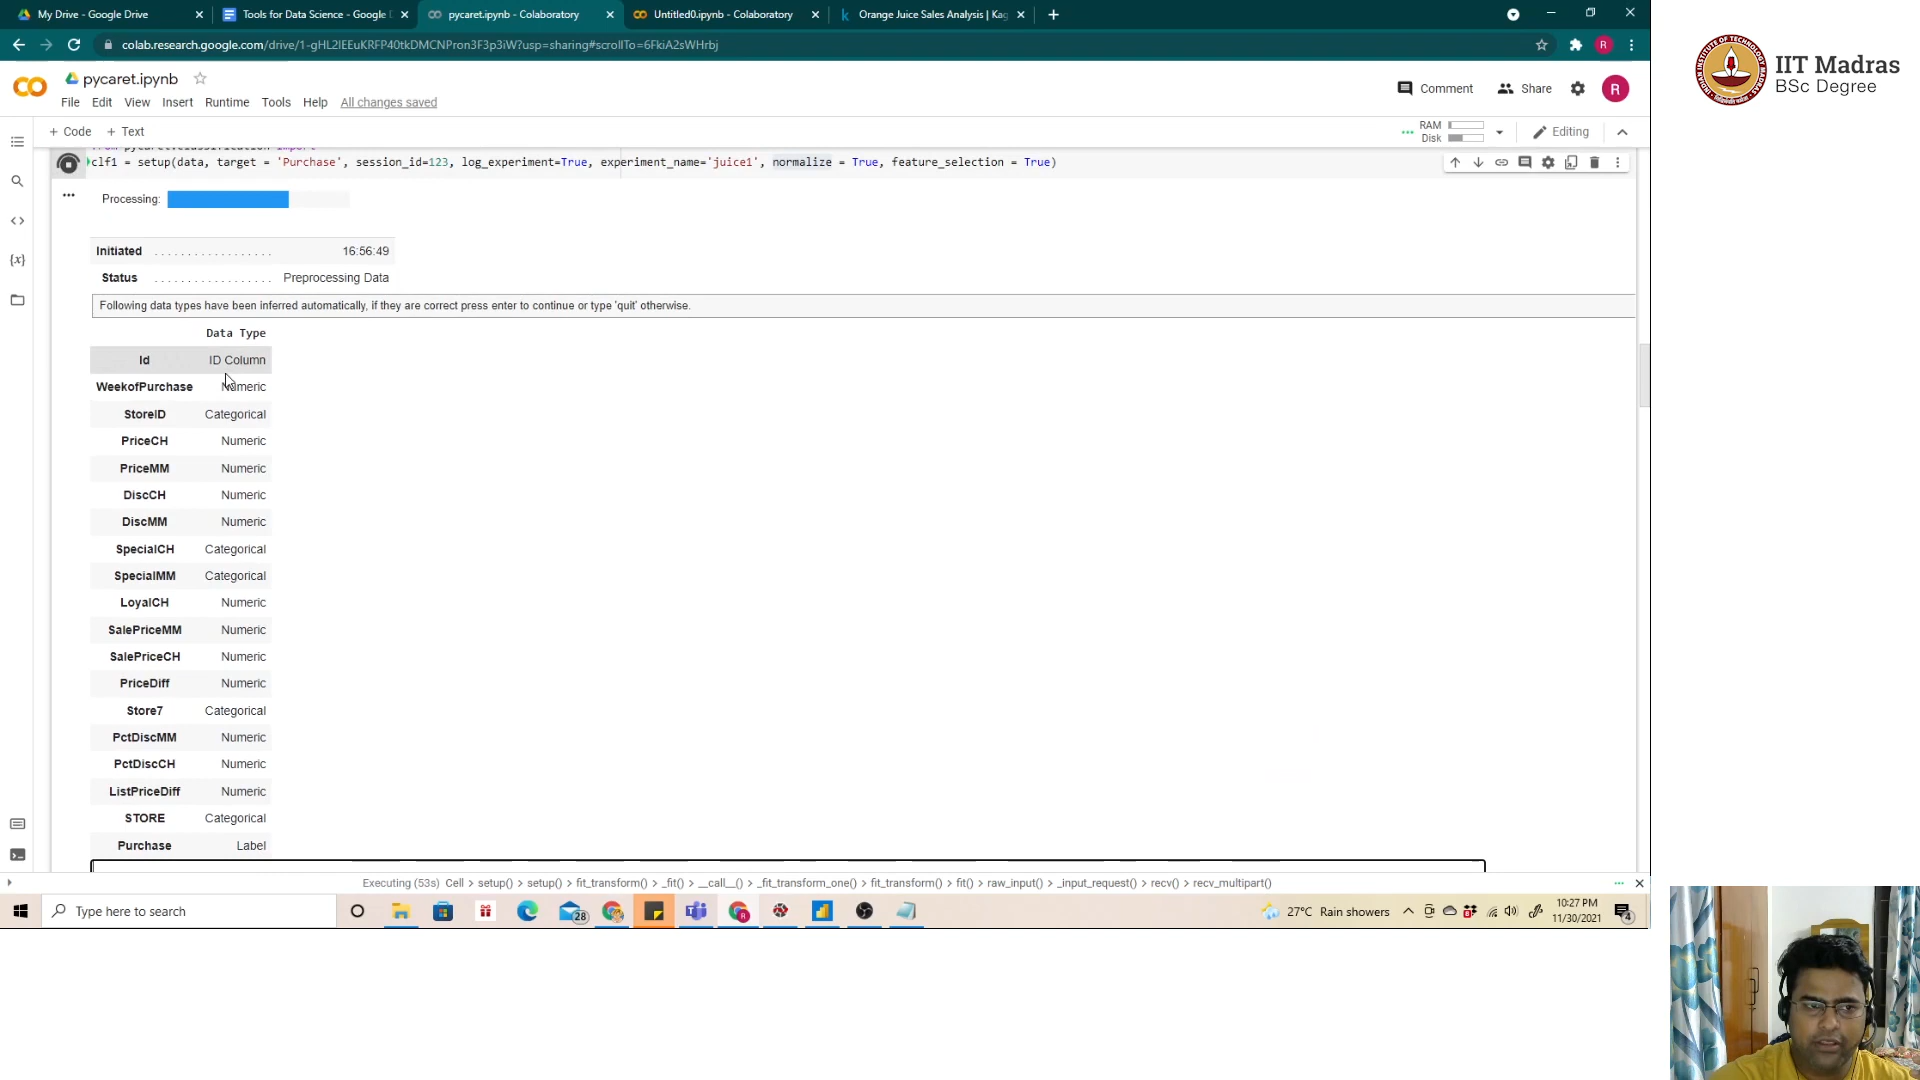 My Drive - Google Drive
Tools for Data Science - Google D
pycaret.ipynb - Colaboratory
Untitled0.ipynb - Colaboratory
Orange Juice Sales Analysis | Kag
colab.research.google.com/drive/1-gHL2lEEuKRFP40tkDMCNPron3F3p3iW?usp=sharing#scrollTo=6FkiA2sWHrbj
R
IIT Madras
BSc Degree
pycaret.ipynb
File Edit View Insert Runtime Tools Help All changes saved
Comment Share R
+ Code + Text
RAM
Disk
Editing
clf1 = setup(data, target = 'Purchase', session_id=123, log_experiment=True, experiment_name='juice1', normalize = True, feature_selection = True)
Processing:
Initiated . . . . . . . . . . . . . . . . . . 16:56:49
Status . . . . . . . . . . . . . . . . . . Preprocessing Data
Following data types have been inferred automatically, if they are correct press enter to continue or type 'quit' otherwise.
Data Type
Id ID Column
WeekofPurchase Numeric
StoreID Categorical
PriceCH Numeric
PriceMM Numeric
DiscCH Numeric
DiscMM Numeric
SpecialCH Categorical
SpecialMM Categorical
LoyalCH Numeric
SalePriceMM Numeric
SalePriceCH Numeric
PriceDiff Numeric
Store7 Categorical
PctDiscMM Numeric
PctDiscCH Numeric
ListPriceDiff Numeric
STORE Categorical
Purchase Label
Executing (53s) Cell > setup() > setup() > fit_transform() > _fit() > __call__() > _fit_transform_one() > fit_transform() > fit() > raw_input() > _input_request() > recv() > recv_multipart()
Type here to search
28
27°C Rain showers
10:27 PM
11/30/2021
4